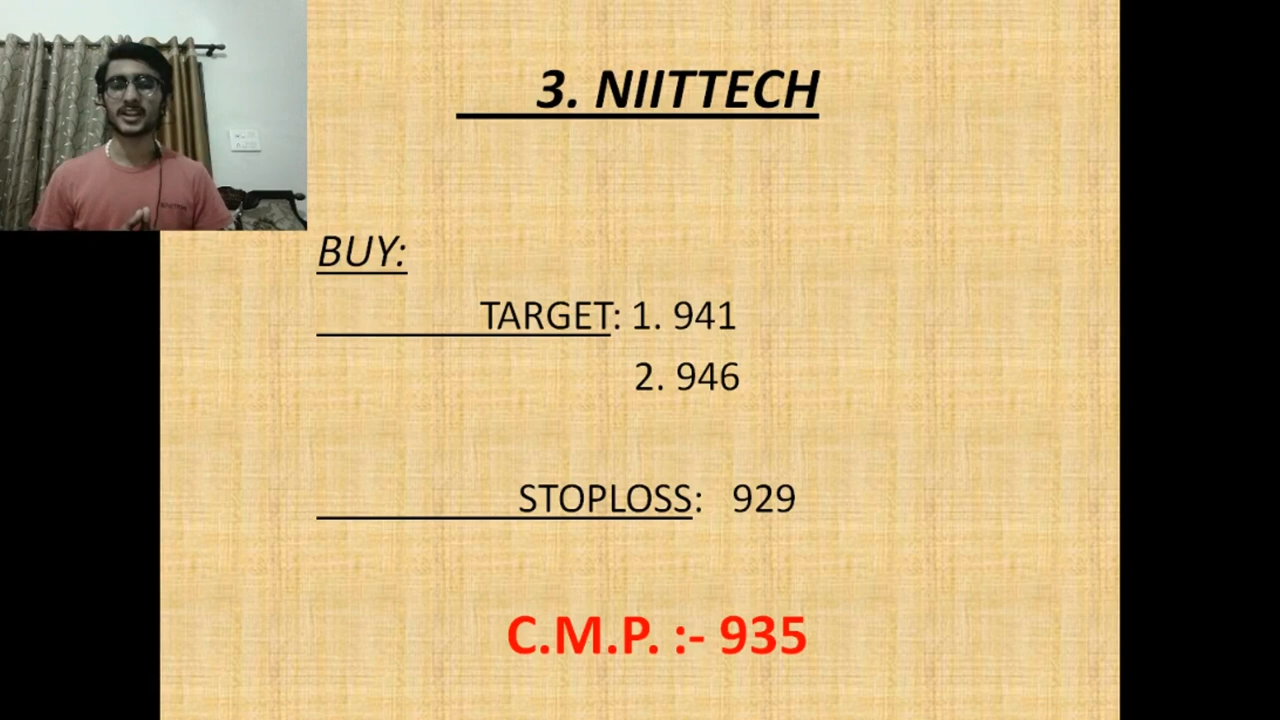 3. NIITTECH
BUY:
TARGET: 1. 941
2. 946
STOPLOSS: 929
C.M.P. :- 935